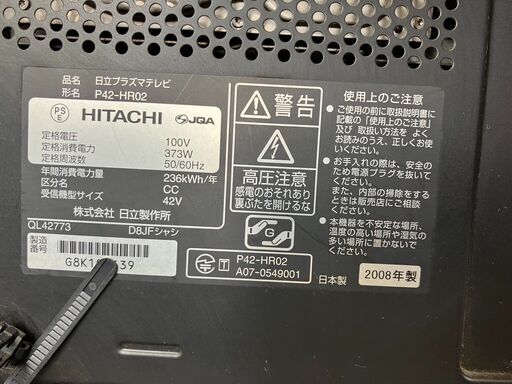 品名 日立プラズマテレビ
形名 P42-HR02
PS
E
HITACHI JQA
定格電圧 100V
定格消費電力 373W
定格周波数 50/60Hz
年間消費電力量 236kWh/年
区分名 CC
受信機型サイズ 42V
株式会社 日立製作所
QL42773 D8JFシャシ
製造
番号
警告
高圧注意
感電のおそれあり
裏ぶたを開けるな
G
T P42-HR02
A07-0549001
使用上のご注意
・ご使用の前に取扱説明書に
記載の「使用上のご注意」
及び 取扱い方法を よく
お読みのうえ、正しくお使
いください。
・お手入れの際は、安全のた
め電源プラグを抜いてくだ
さい。
また、内部の掃除をするとき
は販売店にご相談ください。
・本機器を不安定な場所、
温度の高い場所や湿気の
多い場所に置かないで
ください。
日本製 2008年製